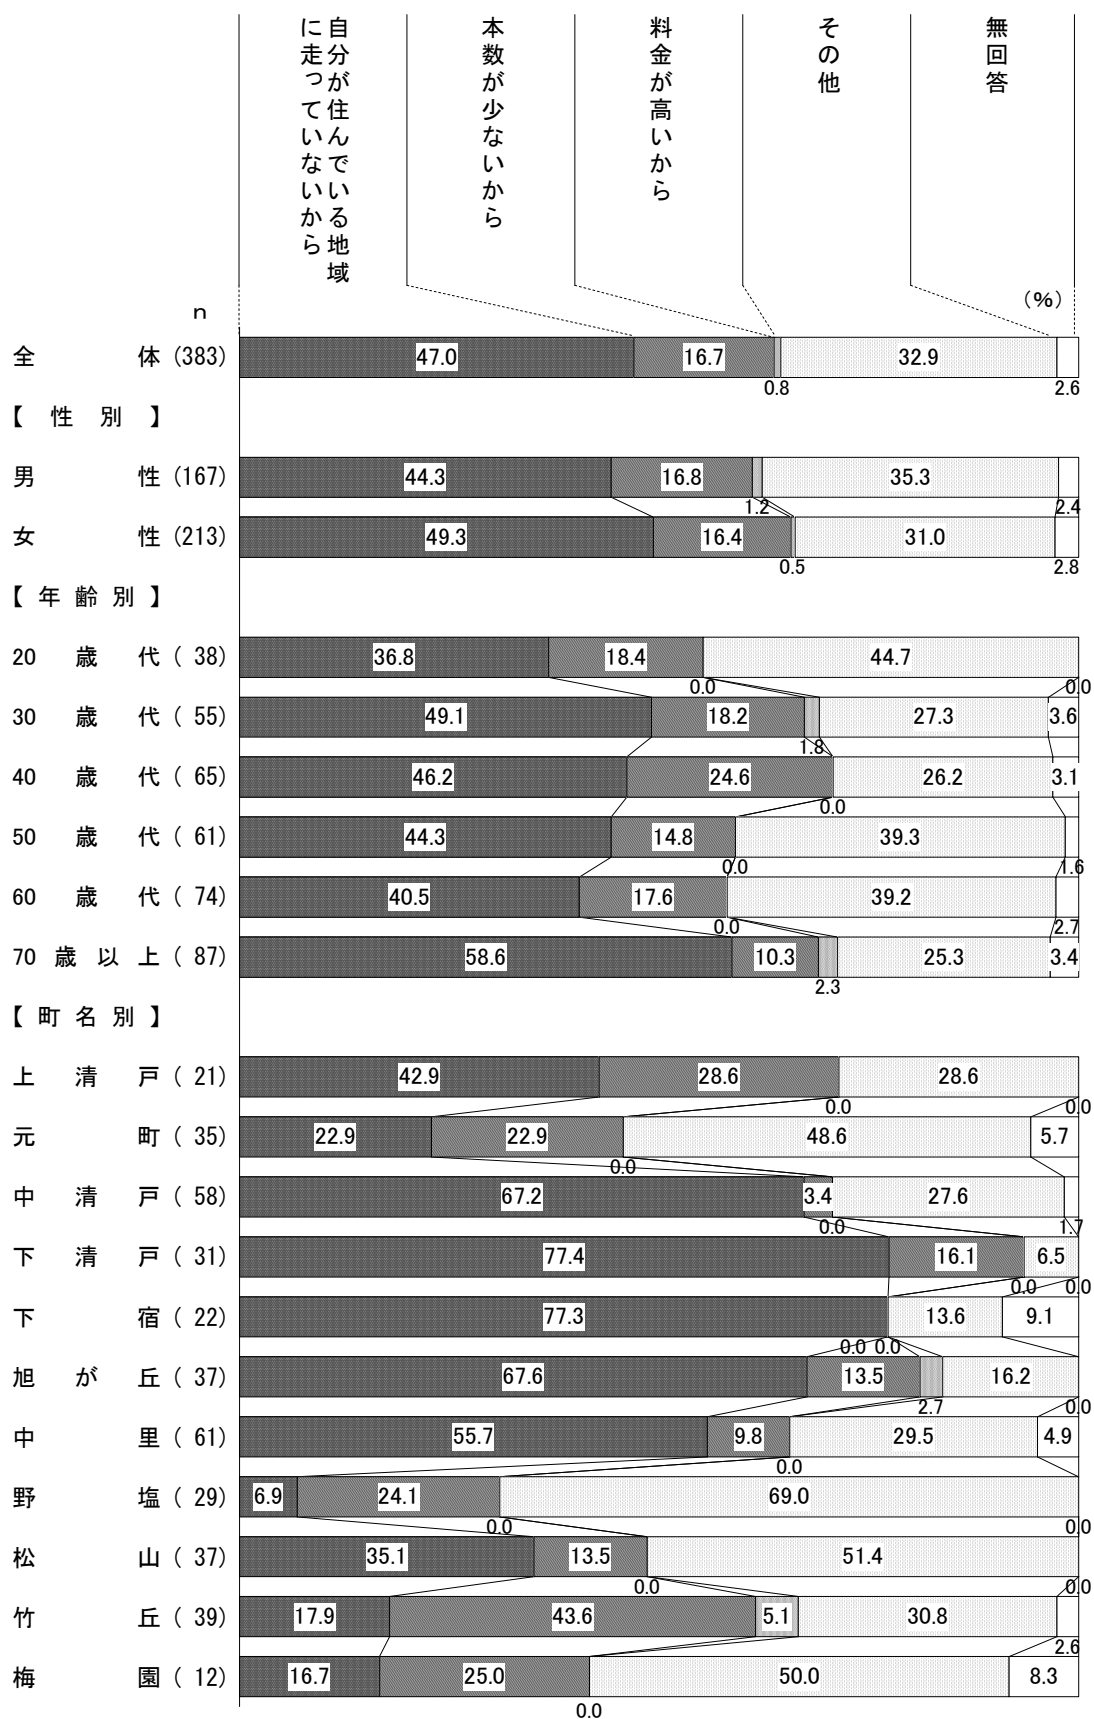 自分が住んでいる地域
に走っていないから
本数が少ないから
料金が高いから
その他
無回答
(%)
n
全体 (383) 47.0 16.7 32.9
0.8 2.6
【性別】
男性 (167) 44.3 16.8 35.3
1.2 2.4
女性 (213) 49.3 16.4 31.0
0.5 2.8
【年齢別】
20歳代 ( 38) 36.8 18.4 44.7
0.0 0.0
30歳代 ( 55) 49.1 18.2 27.3 3.6
1.8
40歳代 ( 65) 46.2 24.6 26.2 3.1
0.0
50歳代 ( 61) 44.3 14.8 39.3
0.0 1.6
60歳代 ( 74) 40.5 17.6 39.2
0.0 2.7
70歳以上 ( 87) 58.6 10.3 25.3 3.4
2.3
【町名別】
上清戸 ( 21) 42.9 28.6 28.6
0.0 0.0
元町 ( 35) 22.9 22.9 48.6 5.7
0.0
中清戸 ( 58) 67.2 3.4 27.6
0.0 1.7
下清戸 ( 31) 77.4 16.1 6.5
0.0 0.0
下宿 ( 22) 77.3 13.6 9.1
0.0 0.0
旭が丘 ( 37) 67.6 13.5 16.2
2.7 0.0
中里 ( 61) 55.7 9.8 29.5 4.9
0.0
野塩 ( 29) 6.9 24.1 69.0
0.0 0.0
松山 ( 37) 35.1 13.5 51.4
0.0 0.0
竹丘 ( 39) 17.9 43.6 5.1 30.8
2.6
梅園 ( 12) 16.7 25.0 50.0 8.3
0.0